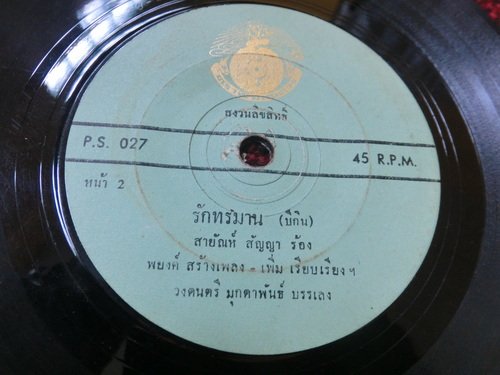 สงวนลิขสิทธิ์
P.S. 027
45 R.P.M.
หน้า 2
รักทรมาน (บีกิน)
สายัณห์ สัญญา ร้อง
พยงค์ สร้างเพลง - เพิ่ม เรียบเรียงฯ
วงดนตรี มุกดาพันธ์ บรรเลง